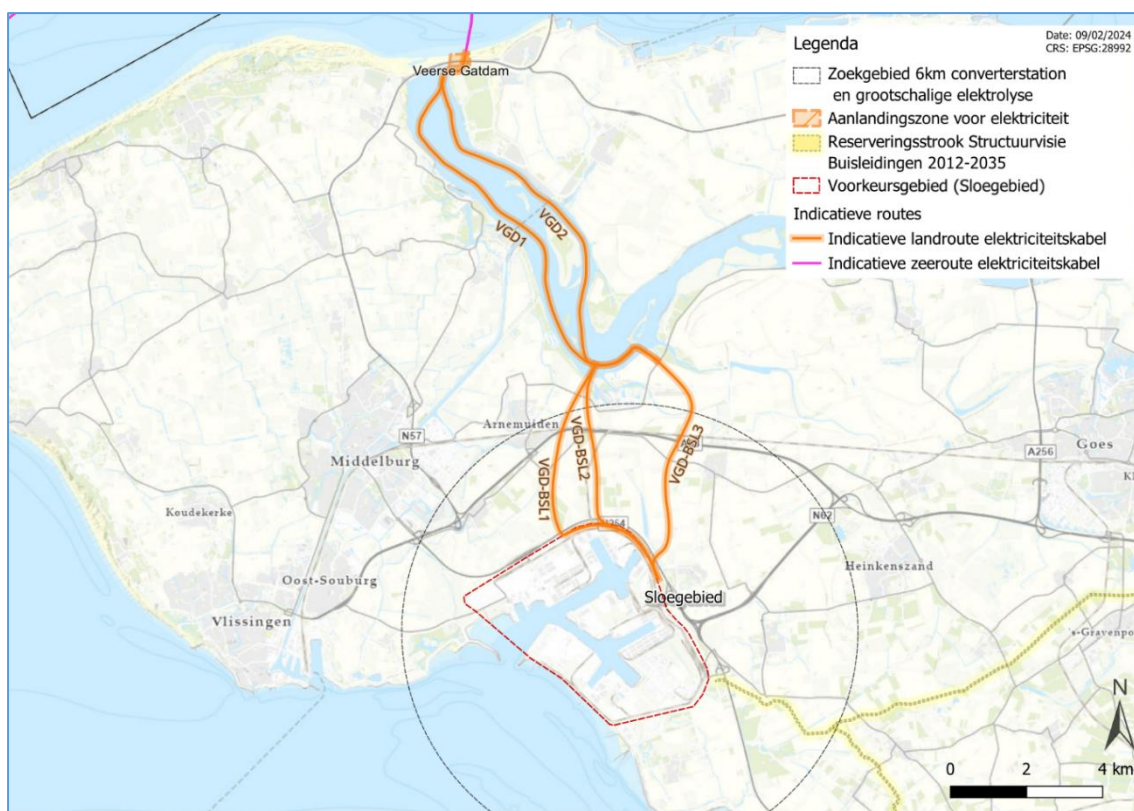 Date: 09/02/2024
CRS: EPSG:28992
Legenda
Zoekgebied 6km converterstation
en grootschalige elektrolyse
Aanlandingszone voor elektriciteit
Reserveringsstrook Structuurvisie
Buisleidingen 2012-2035
Voorkeursgebied (Sloegebied)
Indicatieve routes
Indicatieve landroute elektriciteitskabel
Indicatieve zeeroute elektriciteitskabel
Veerse Gatdam
VGD1
VGD2
Arnemuiden
N57
Middelburg
VGD-BSL1
VGD-BSL2
VGD-BSL3
Goes
A256
Koudekerke
N62
Heinkenszand
Oost-Souburg
Sloegebied
Vlissingen
's-Gravenpo
N
0 2 4 km